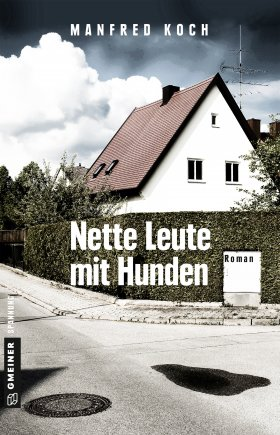 MANFRED KOCH
Nette Leute
mit Hunden
Roman
GMEINER
SPANNUNG